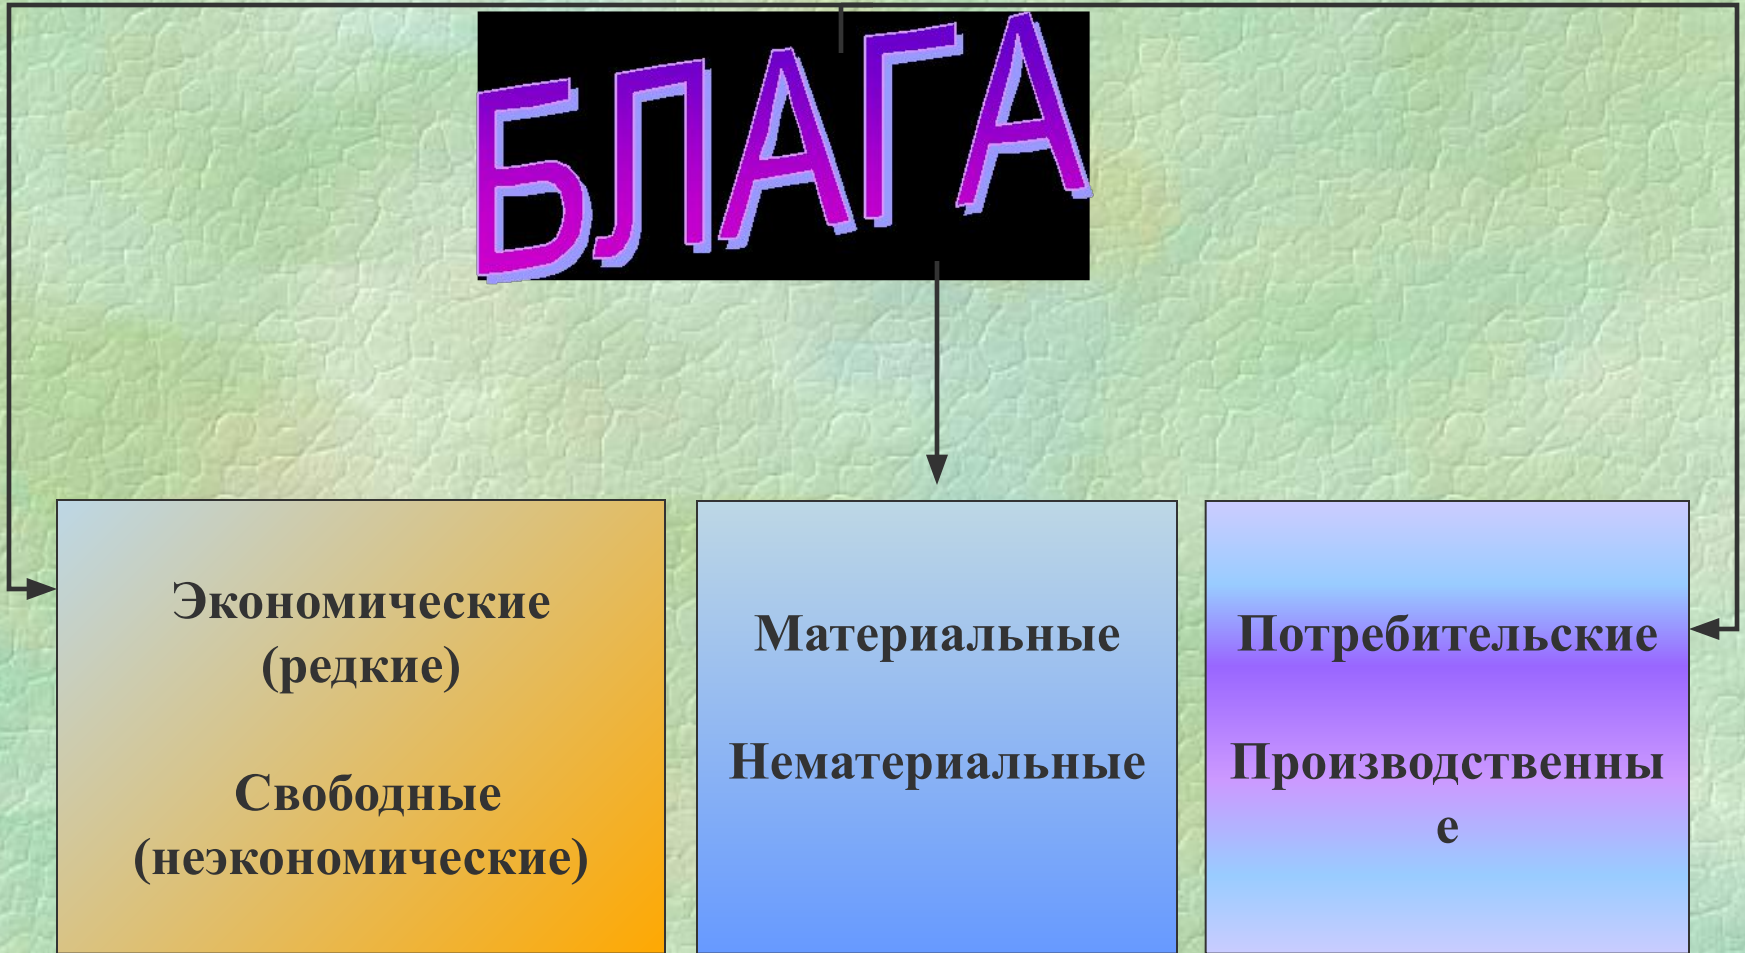 БЛАГА
Экономические
(редкие)
Свободные
(неэкономические)
Материальные
Нематериальные
Потребительские
Производственны
е